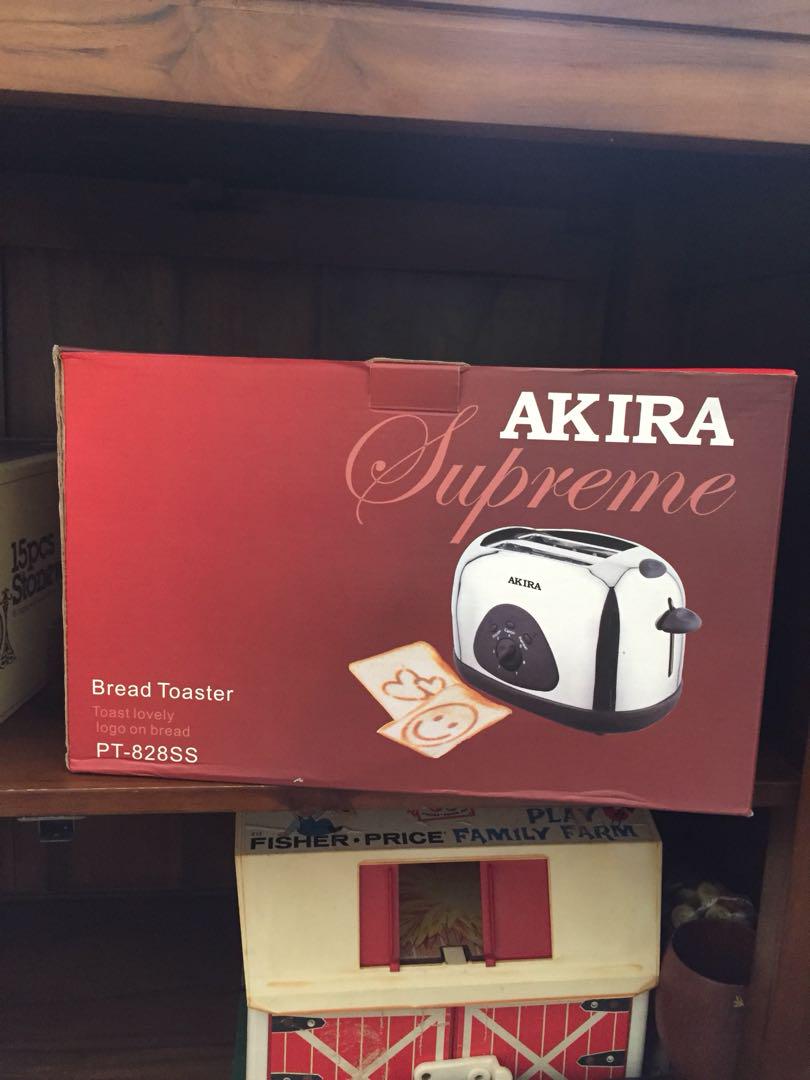 AKIRA
Supreme
AKIRA
Bread Toaster
Toast lovely
logo on bread
PT-828SS
15pcs
PLAY
FISHER·PRICE FAMILY FARM